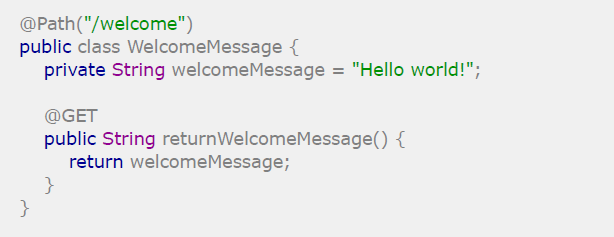 @Path("/welcome")
public class WelcomeMessage {
private String welcomeMessage = "Hello world!";
@GET
public String returnWelcomeMessage() {
return welcomeMessage;
}
}